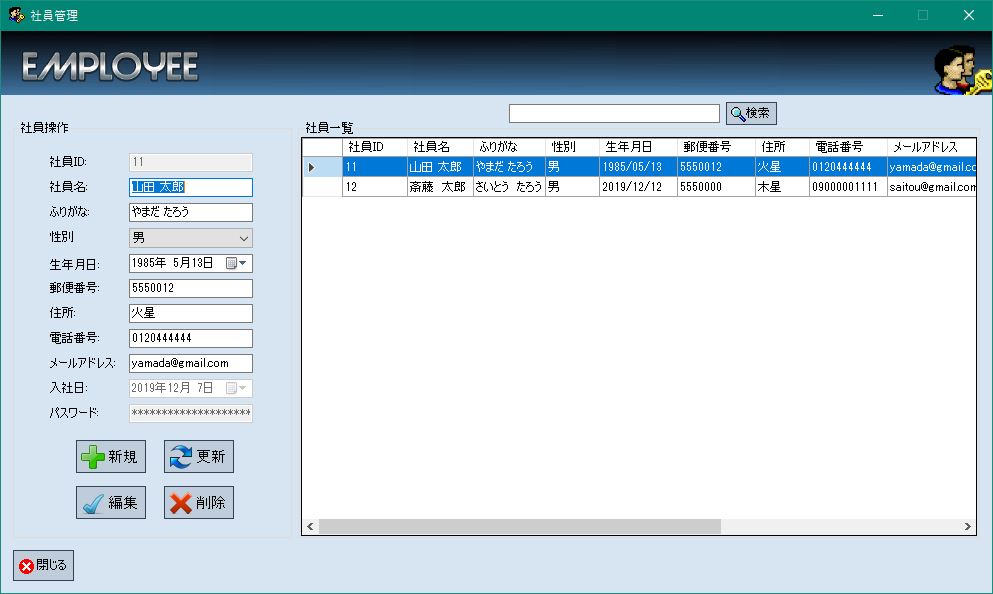 社員管理
EMPLOYEE
検索
社員操作
社員ID: 11
社員名: 山田 太郎
ふりがな: やまだ たろう
性別 男
生年月日: 1985年 5月13日
郵便番号: 5550012
住所: 火星
電話番号: 0120444444
メールアドレス: yamada@gmail.com
入社日: 2019年12月 7日
パスワード: ********************
新規 更新
編集 削除
閉じる
社員一覧
社員ID 社員名 ふりがな 性別 生年月日 郵便番号 住所 電話番号 メールアドレス
11 山田 太郎 やまだ たろう 男 1985/05/13 5550012 火星 0120444444 yamada@gmail.co
12 斎藤 太郎 さいとう たろう 男 2019/12/12 5550000 木星 09000001111 saitou@gmail.com